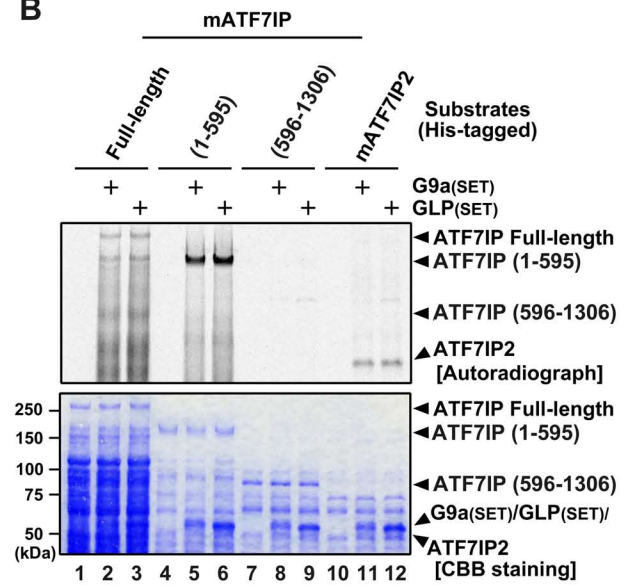 B
mATF7IP
Full-length
(1-595)
(596-1306)
mATF7IP2
Substrates
(His-tagged)
+ + + + G9a(SET)
+ + + + GLP(SET)
ATF7IP Full-length
ATF7IP (1-595)
ATF7IP (596-1306)
ATF7IP2
[Autoradiograph]
250
150
100
75
50
(kDa)
ATF7IP Full-length
ATF7IP (1-595)
ATF7IP (596-1306)
G9a(SET)/GLP(SET)/
ATF7IP2
[CBB staining]
1 2 3 4 5 6 7 8 9 10 11 12